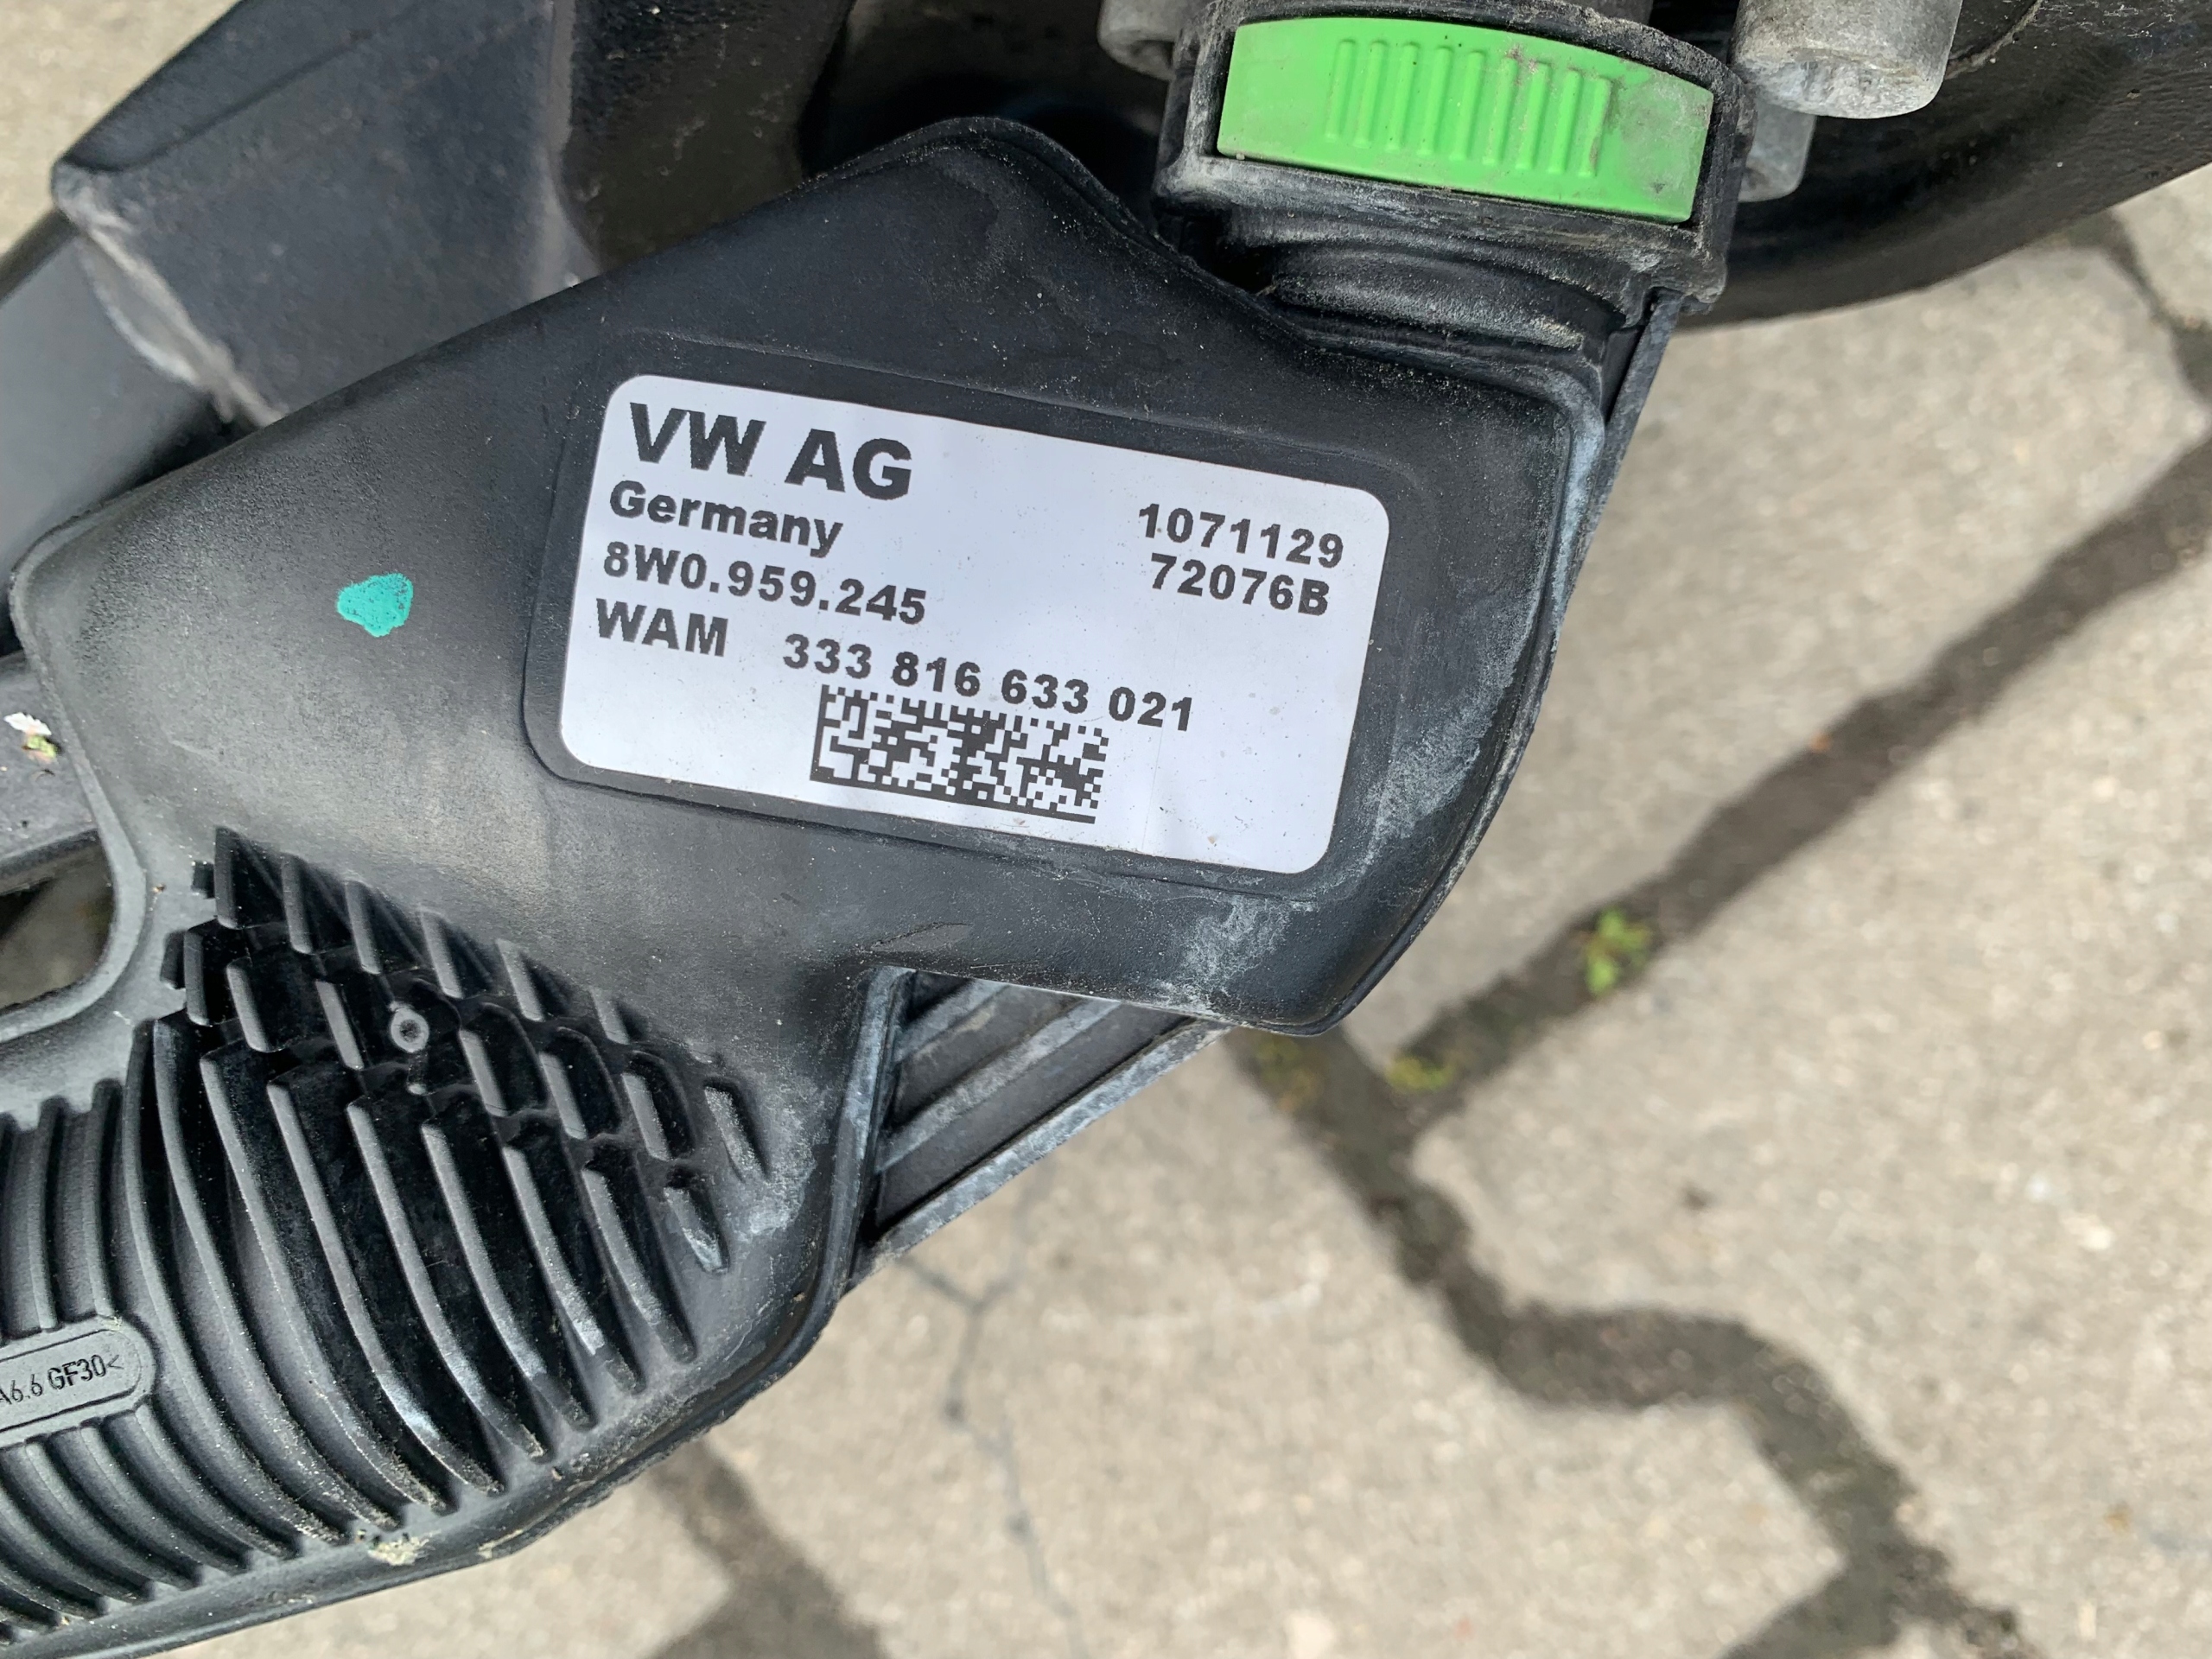 VW AG
Germany 1071129
8W0.959.245 72076B
WAM 333 816 633 021
A6.6 GF30<